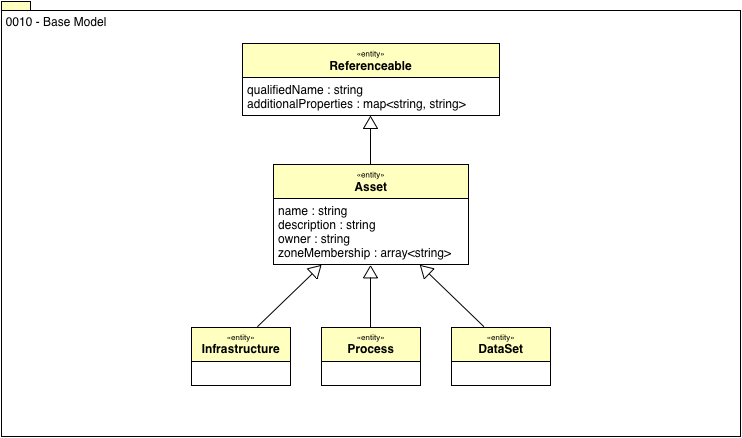 0010 - Base Model
«entity»
Referenceable
qualifiedName : string
additionalProperties : map<string, string>
«entity»
Asset
name : string
description : string
owner : string
zoneMembership : array<string>
«entity»
Infrastructure
«entity»
Process
«entity»
DataSet